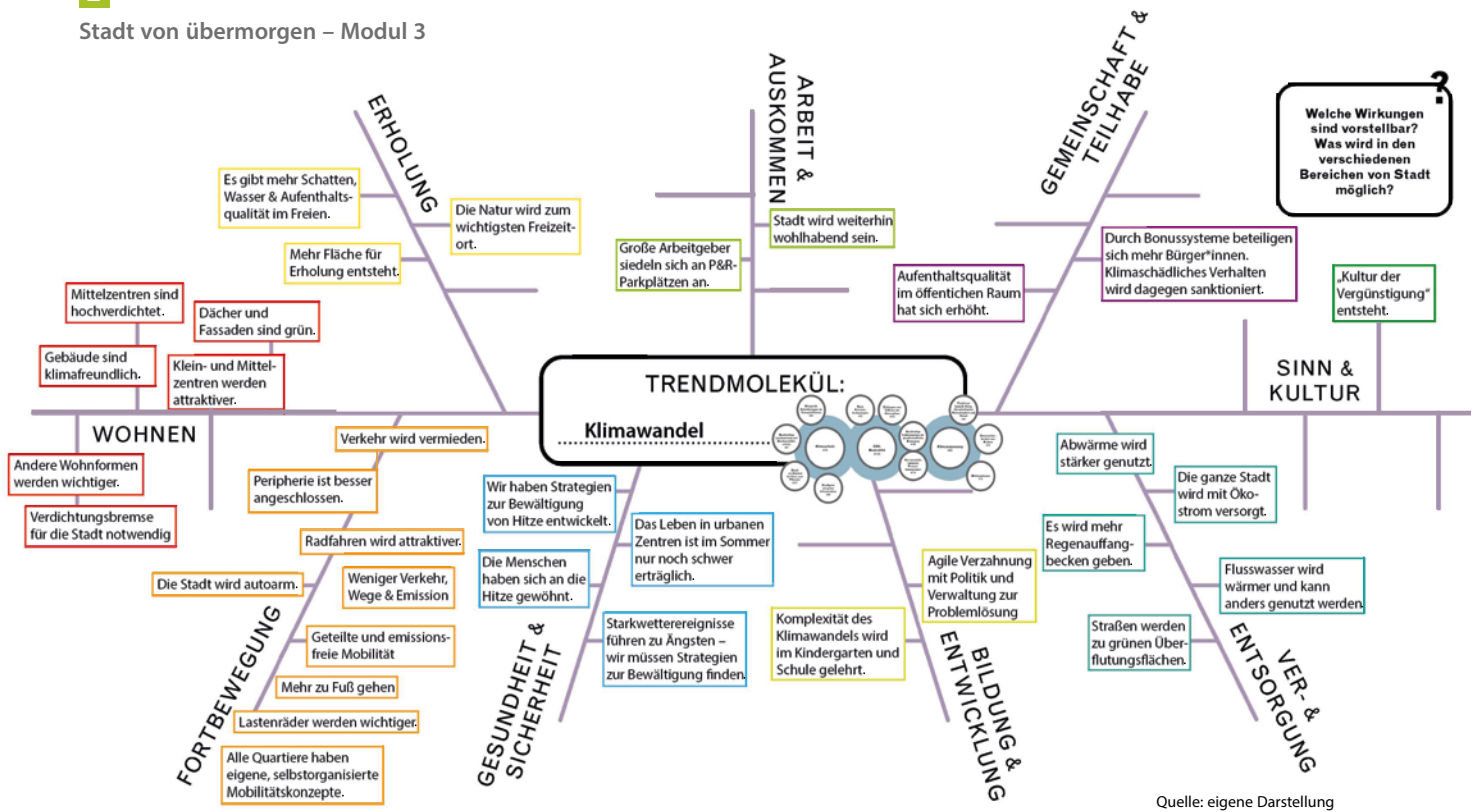 Stadt von übermorgen – Modul 3
ERHOLUNG
Es gibt mehr Schatten,
Wasser & Aufenthalts-
qualität im Freien.
Die Natur wird zum
wichtigsten Freizeit-
ort.
Mehr Fläche für
Erholung entsteht.
ARBEIT &
AUSKOMMEN
Stadt wird weiterhin
wohlhabend sein.
Große Arbeitgeber
siedeln sich an P&R-
Parkplätzen an.
GEMEINSCHAFT &
TEILHABE
Durch Bonussysteme beteiligen
sich mehr Bürger*innen.
Klimaschädliches Verhalten
wird dagegen sanktioniert.
Aufenthaltsqualität
im öffentichen Raum
hat sich erhöht.
?
Welche Wirkungen
sind vorstellbar?
Was wird in den
verschiedenen
Bereichen von Stadt
möglich?
„Kultur der
Vergünstigung“
entsteht.
SINN &
KULTUR
Mittelzentren sind
hochverdichtet.
Dächer und
Fassaden sind grün.
Gebäude sind
klimafreundlich.
Klein- und Mittel-
zentren werden
attraktiver.
WOHNEN
Andere Wohnformen
werden wichtiger.
Verdichtungsbremse
für die Stadt notwendig
TRENDMOLEKÜL:
Klimawandel
Verkehr wird vermieden.
Peripherie ist besser
angeschlossen.
Radfahren wird attraktiver.
Die Stadt wird autoarm.
Weniger Verkehr,
Wege & Emission
Geteilte und emissions-
freie Mobilität
Mehr zu Fuß gehen
Lastenräder werden wichtiger.
Alle Quartiere haben
eigene, selbstorganisierte
Mobilitätskonzepte.
FORTBEWEGUNG
Wir haben Strategien
zur Bewältigung
von Hitze entwickelt.
Das Leben in urbanen
Zentren ist im Sommer
nur noch schwer
erträglich.
Die Menschen
haben sich an die
Hitze gewöhnt.
Starkwetterereignisse
führen zu Ängsten –
wir müssen Strategien
zur Bewältigung finden.
GESUNDHEIT &
SICHERHEIT
Agile Verzahnung
mit Politik und
Verwaltung zur
Problemlösung
Komplexität des
Klimawandels wird
im Kindergarten und
Schule gelehrt.
BILDUNG &
ENTWICKLUNG
Abwärme wird
stärker genutzt.
Die ganze Stadt
wird mit Öko-
strom versorgt.
Es wird mehr
Regenauffang-
becken geben.
Flusswasser wird
wärmer und kann
anders genutzt werden.
Straßen werden
zu grünen Über-
flutungsflächen.
VER- &
ENTSORGUNG
Quelle: eigene Darstellung